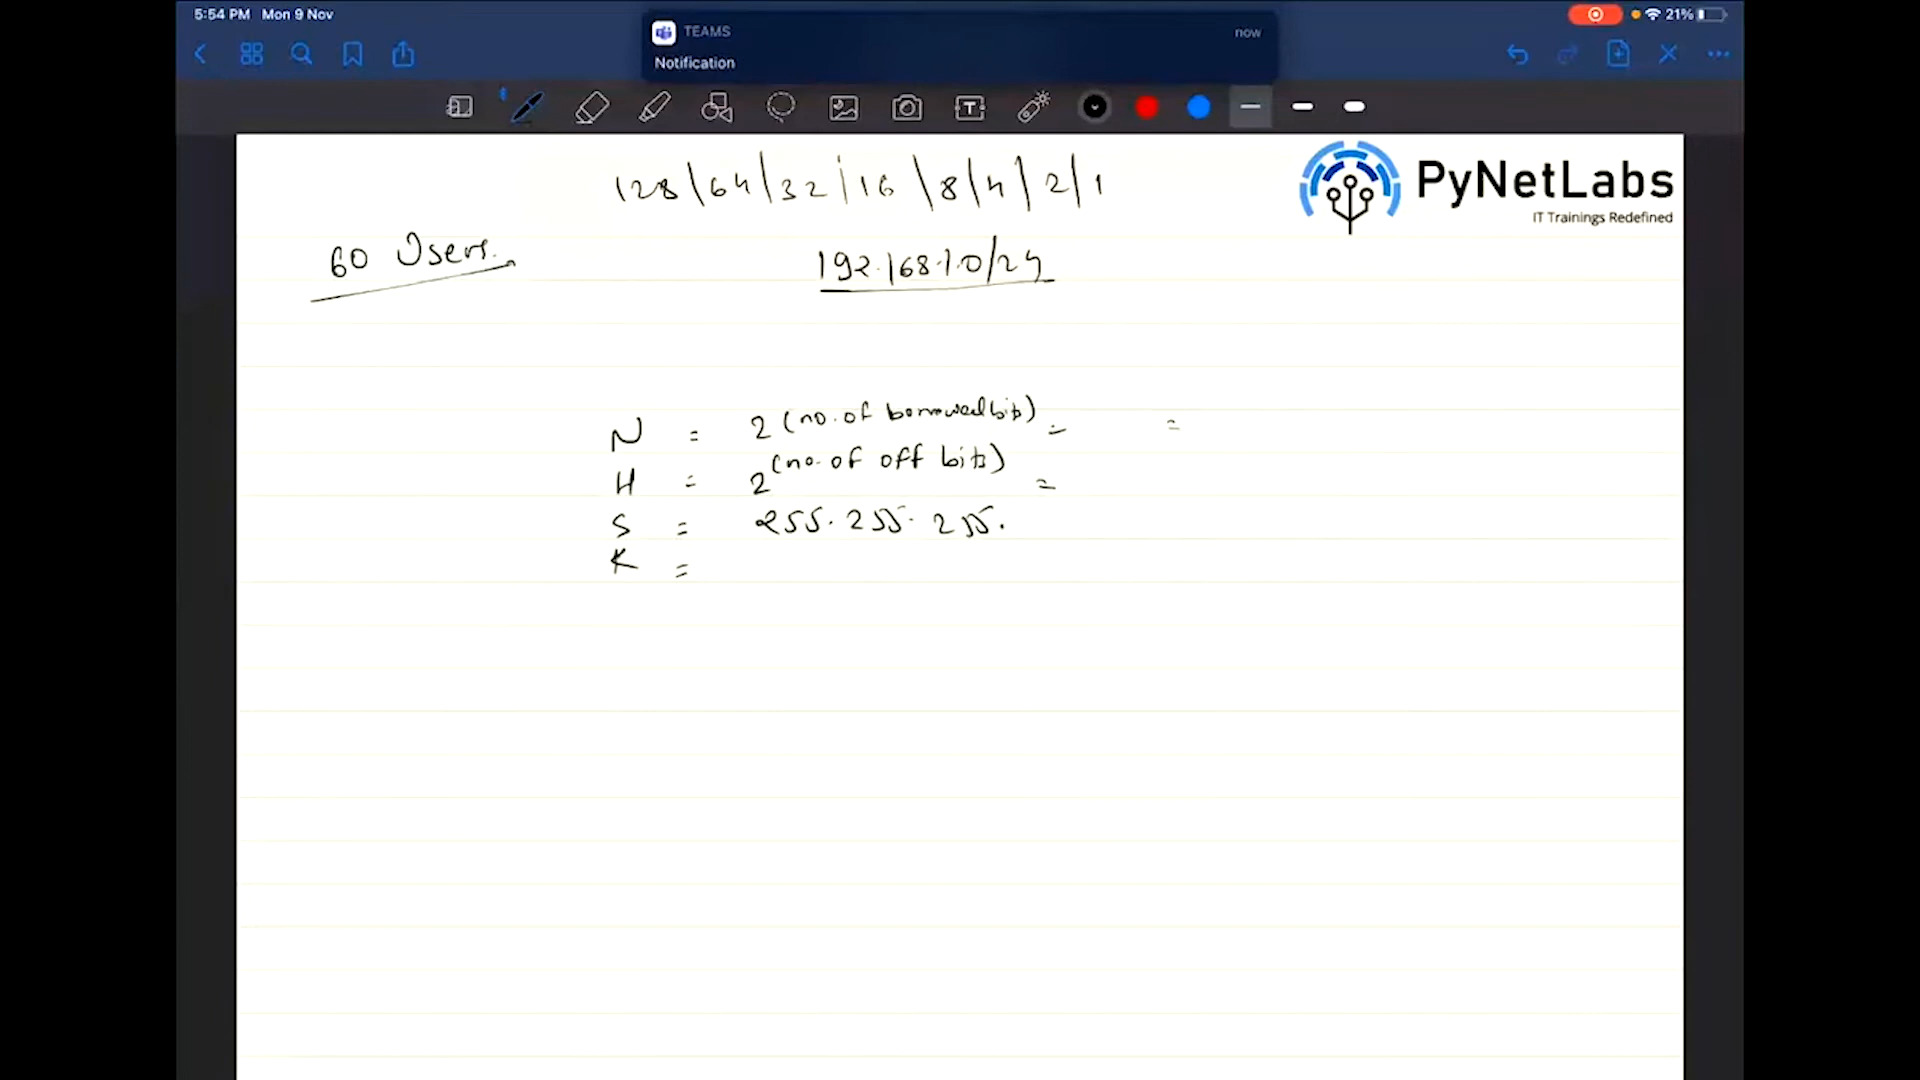 5:54 PM Mon 9 Nov
21%
TEAMS
now
Notification
T
128/64/32/16/8/4/2/1
PyNetLabs
IT Trainings Redefined
60 Users.
192.168.1.0/24
N = 2 (no. of borrowed bits) = =
H = 2 (no. of off bits) =
S = 255.255.255.
K =